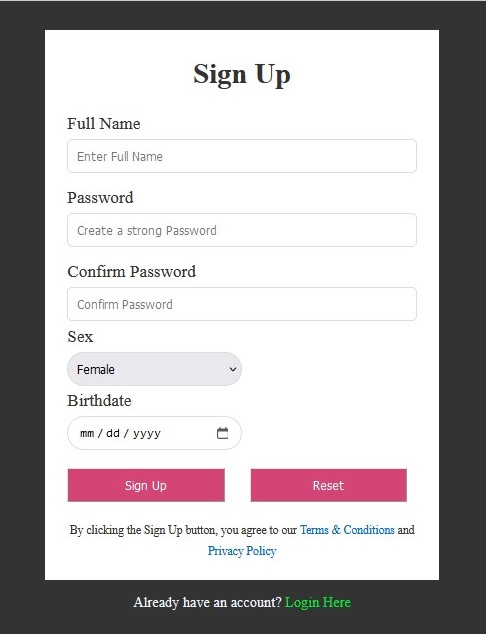 Sign Up
Full Name
Enter Full Name
Password
Create a strong Password
Confirm Password
Confirm Password
Sex
Female
Birthdate
mm / dd / yyyy
Sign Up Reset
By clicking the Sign Up button, you agree to our Terms & Conditions and
Privacy Policy
Already have an account? Login Here